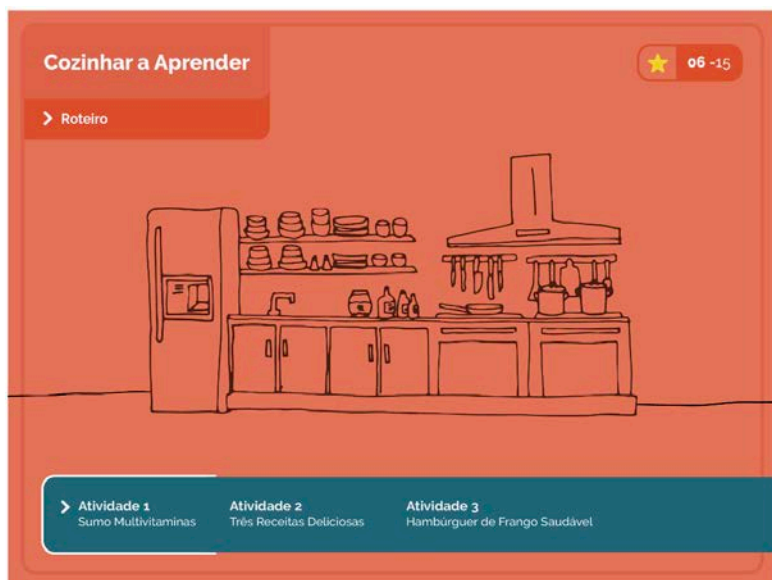 Cozinhar a Aprender
06 -15
Roteiro
Atividade 1
Sumo Multivitaminas
Atividade 2
Três Receitas Deliciosas
Atividade 3
Hambúrguer de Frango Saudável